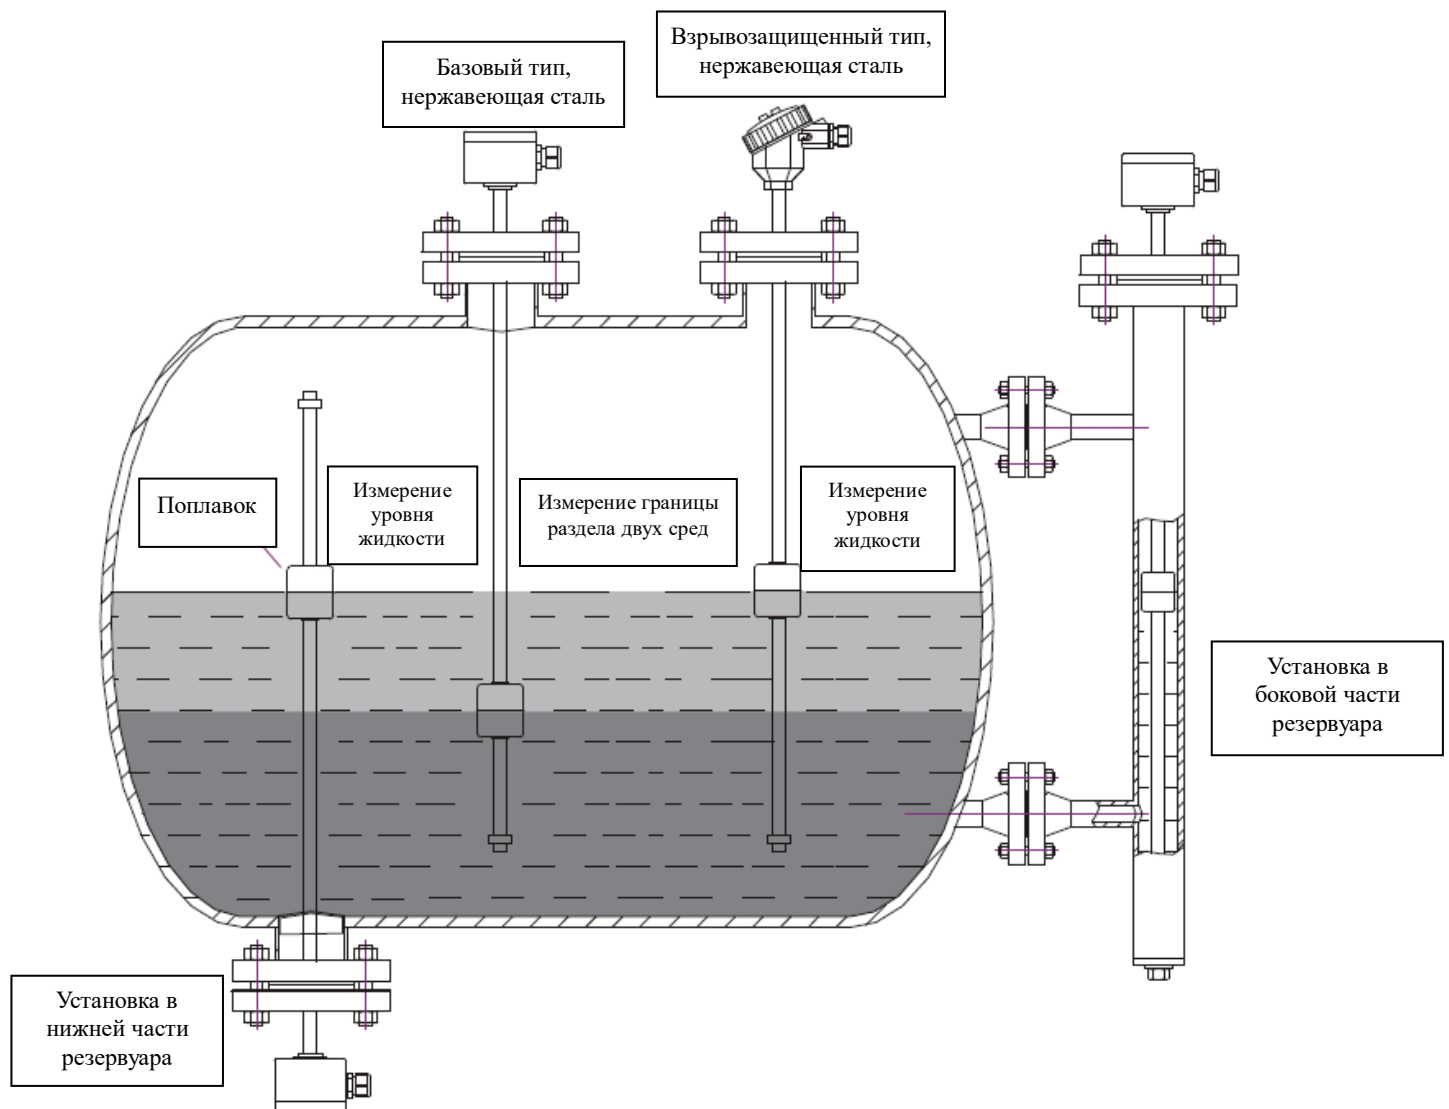 Базовый тип,
нержавеющая сталь
Взрывозащищенный тип,
нержавеющая сталь
Поплавок
Измерение
уровня
жидкости
Измерение границы
раздела двух сред
Измерение
уровня
жидкости
Установка в
боковой части
резервуара
Установка в
нижней части
резервуара